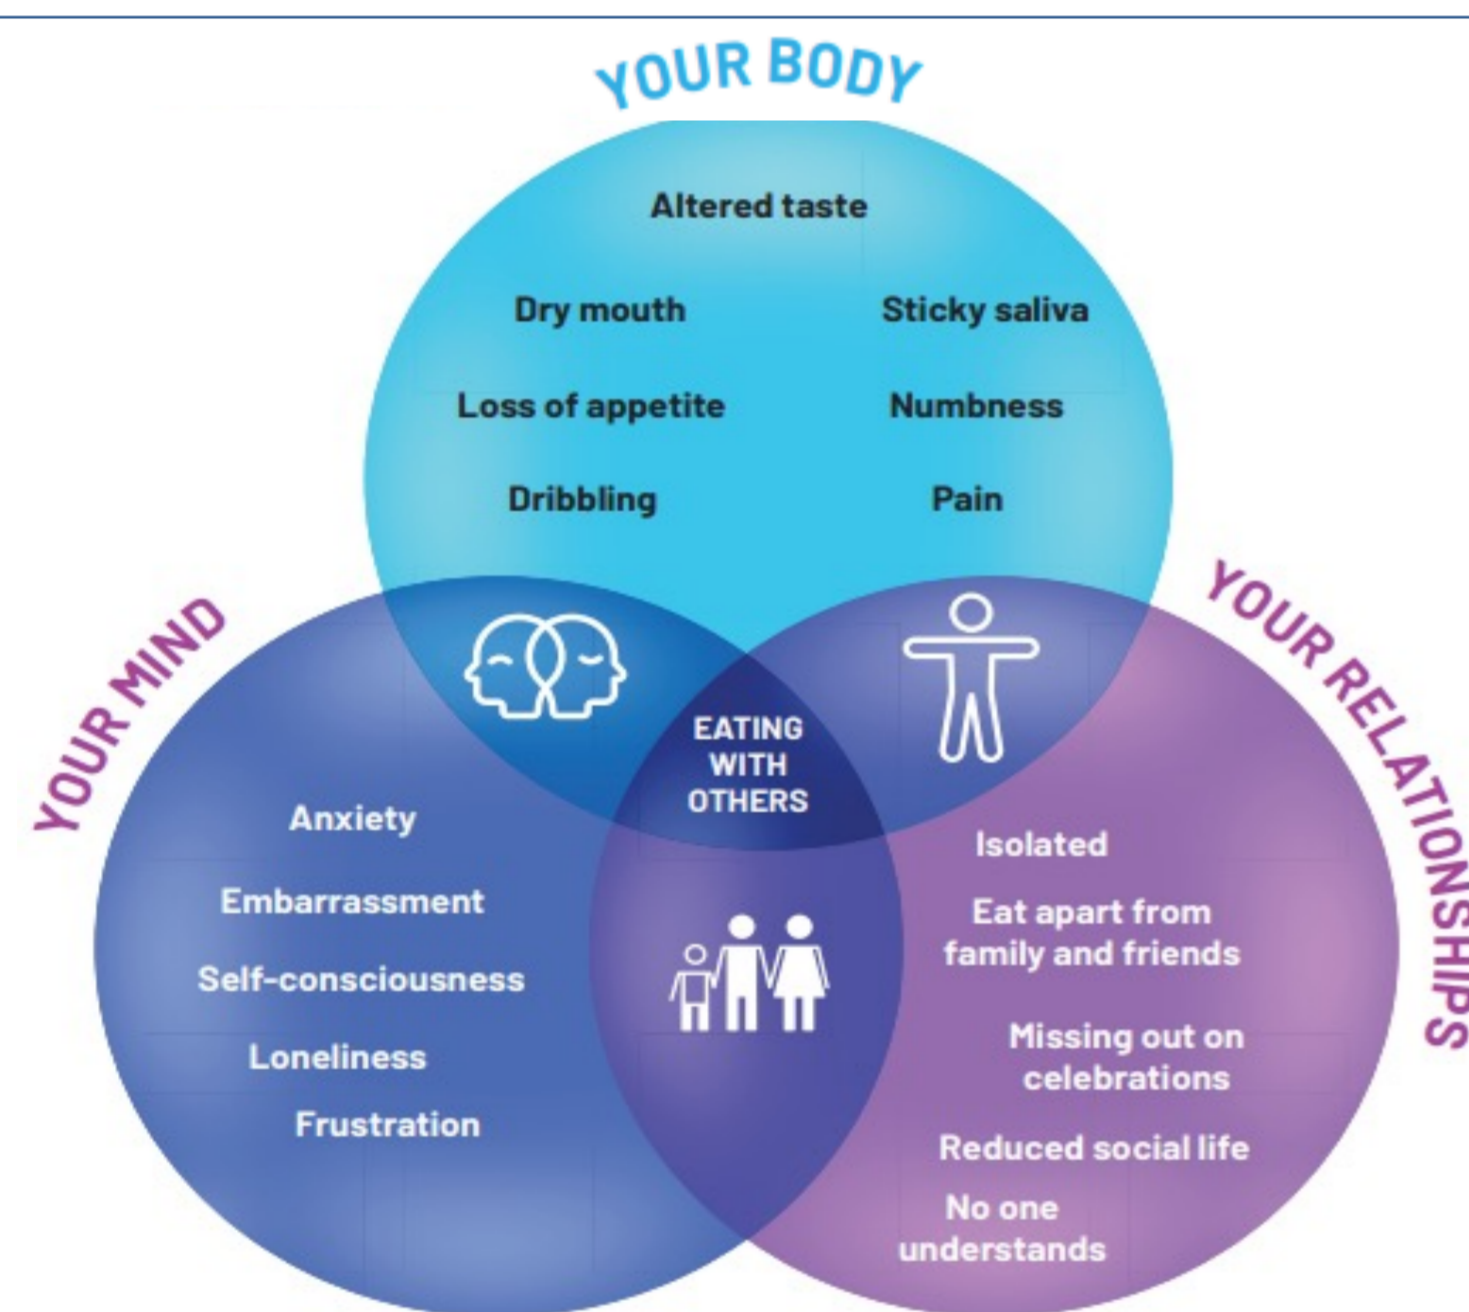 YOUR BODY
Altered taste
Dry mouth
Sticky saliva
Loss of appetite
Numbness
Dribbling
Pain
YOUR MIND
YOUR RELATIONSHIPS
EATING
WITH
OTHERS
Anxiety
Embarrassment
Self-consciousness
Loneliness
Frustration
Isolated
Eat apart from
family and friends
Missing out on
celebrations
Reduced social life
No one
understands